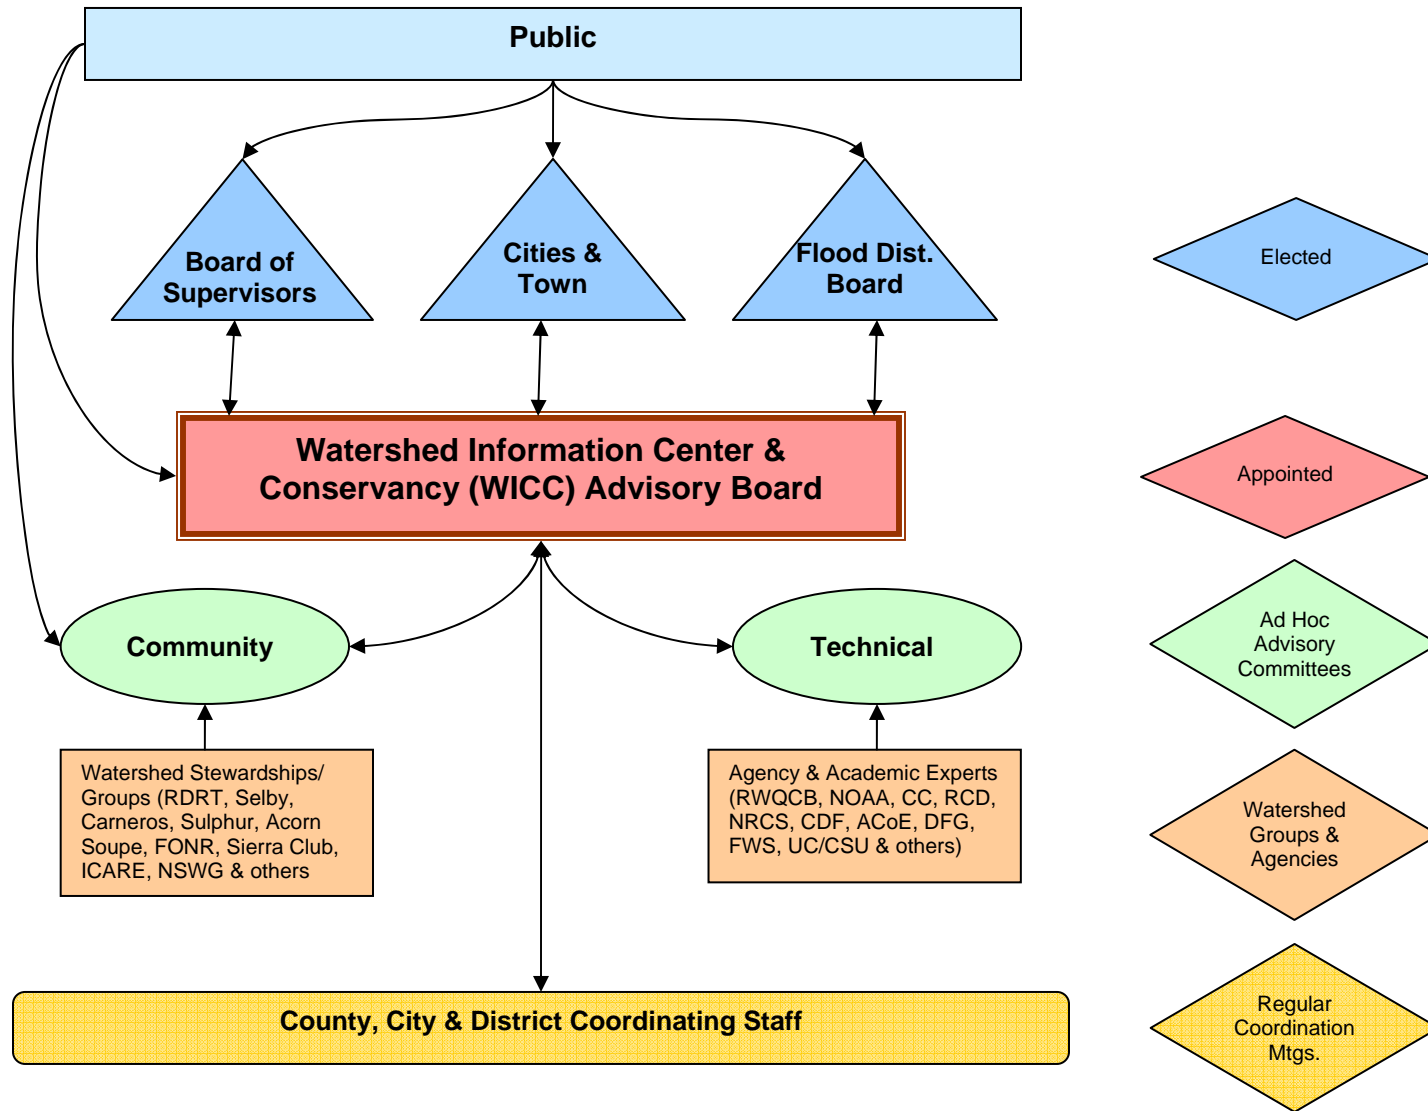 Public
Board of
Supervisors
Cities &
Town
Flood Dist.
Board
Elected
Watershed Information Center &
Conservancy (WICC) Advisory Board
Appointed
Community
Technical
Ad Hoc
Advisory
Committees
Watershed Stewardships/
Groups (RDRT, Selby,
Carneros, Sulphur, Acorn
Soupe, FONR, Sierra Club,
ICARE, NSWG & others
Agency & Academic Experts
(RWQCB, NOAA, CC, RCD,
NRCS, CDF, ACoE, DFG,
FWS, UC/CSU & others)
Watershed
Groups &
Agencies
County, City & District Coordinating Staff
Regular
Coordination
Mtgs.